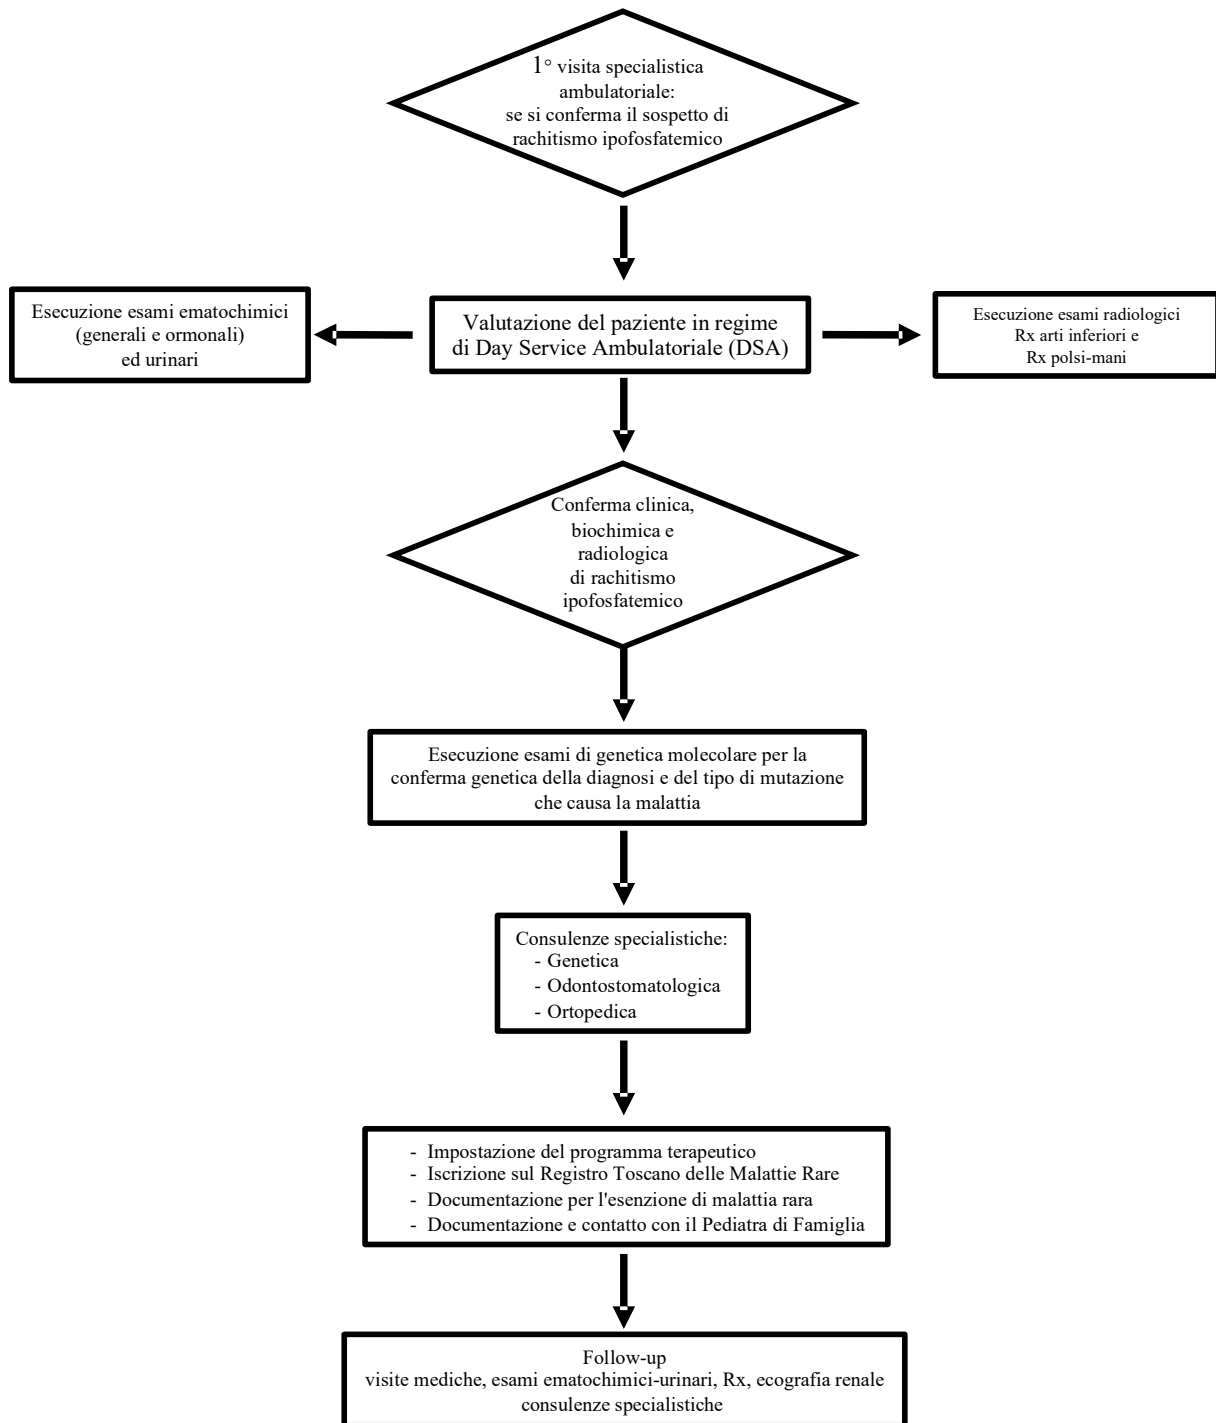 1° visita specialistica
ambulatoriale:
se si conferma il sospetto di
rachitismo ipofosfatemico
Esecuzione esami ematochimici
(generali e ormonali)
ed urinari
Valutazione del paziente in regime
di Day Service Ambulatoriale (DSA)
Esecuzione esami radiologici
Rx arti inferiori e
Rx polsi-mani
Conferma clinica,
biochimica e
radiologica
di rachitismo
ipofosfatemico
Esecuzione esami di genetica molecolare per la
conferma genetica della diagnosi e del tipo di mutazione
che causa la malattia
Consulenze specialistiche:
- Genetica
- Odontostomatologica
- Ortopedica
- Impostazione del programma terapeutico
- Iscrizione sul Registro Toscano delle Malattie Rare
- Documentazione per l'esenzione di malattia rara
- Documentazione e contatto con il Pediatra di Famiglia
Follow-up
visite mediche, esami ematochimici-urinari, Rx, ecografia renale
consulenze specialistiche